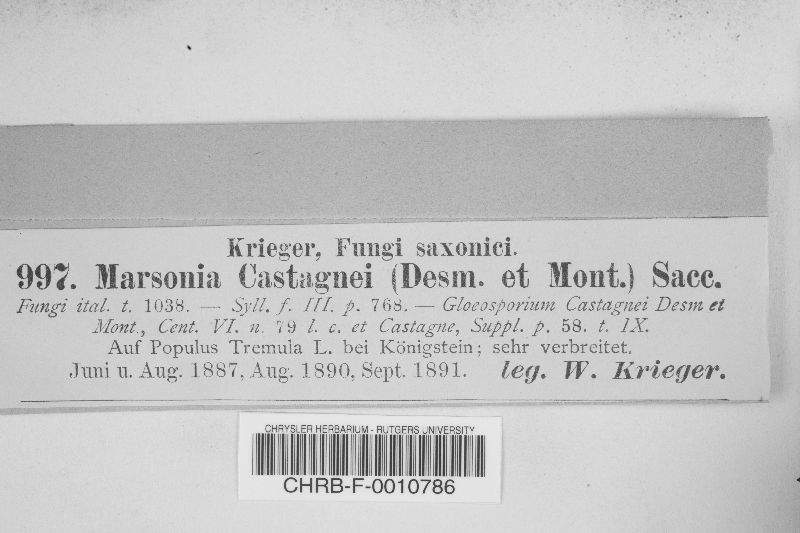 Krieger, Fungi saxonici.
997. Marsonia Castagnei (Desm. et Mont.) Sacc.
Fungi ital. t. 1038. — Syll. f. III. p. 768. — Gloeosporium Castagnei Desm et
Mont., Cent. VI. n. 79 l. c. et Castagne, Suppl. p. 58. t. IX.
Auf Populus Tremula L. bei Königstein; sehr verbreitet.
Juni u. Aug. 1887, Aug. 1890, Sept. 1891. leg. W. Krieger.
CHRYSLER HERBARIUM - RUTGERS UNIVERSITY
CHRB-F-0010786